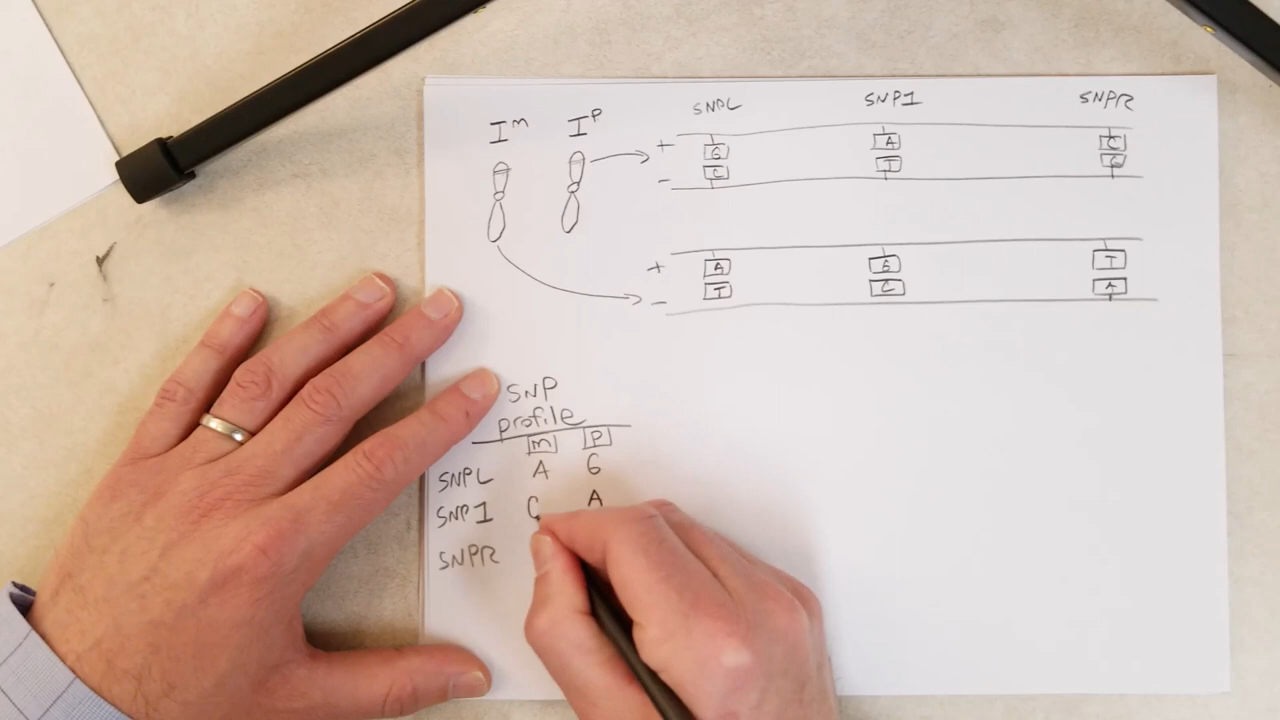 I^m I^P SNPL SNP1 SNPR
+ G A C
- C T G
+ A G T
- T C A
SNP
profile
m P
SNPL A G
SNP1 A
SNPR